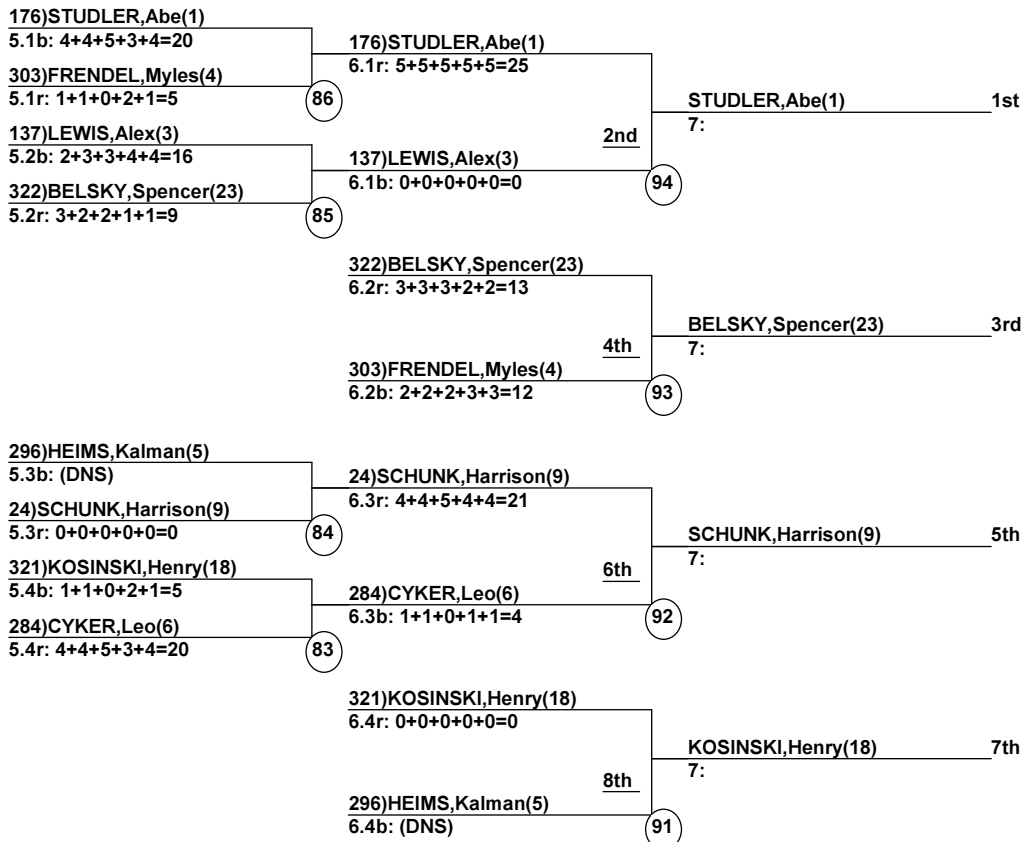 176)STUDLER,Abe(1)
5.1b: 4+4+5+3+4=20
303)FRENDEL,Myles(4)
5.1r: 1+1+0+2+1=5
86
137)LEWIS,Alex(3)
5.2b: 2+3+3+4+4=16
322)BELSKY,Spencer(23)
5.2r: 3+2+2+1+1=9
85
176)STUDLER,Abe(1)
6.1r: 5+5+5+5+5=25
2nd
137)LEWIS,Alex(3)
6.1b: 0+0+0+0+0=0
94
STUDLER,Abe(1) 1st
7:
322)BELSKY,Spencer(23)
6.2r: 3+3+3+2+2=13
4th
303)FRENDEL,Myles(4)
6.2b: 2+2+2+3+3=12
93
BELSKY,Spencer(23) 3rd
7:
296)HEIMS,Kalman(5)
5.3b: (DNS)
24)SCHUNK,Harrison(9)
5.3r: 0+0+0+0+0=0
84
321)KOSINSKI,Henry(18)
5.4b: 1+1+0+2+1=5
284)CYKER,Leo(6)
5.4r: 4+4+5+3+4=20
83
24)SCHUNK,Harrison(9)
6.3r: 4+4+5+4+4=21
6th
284)CYKER,Leo(6)
6.3b: 1+1+0+1+1=4
92
SCHUNK,Harrison(9) 5th
7:
321)KOSINSKI,Henry(18)
6.4r: 0+0+0+0+0=0
8th
296)HEIMS,Kalman(5)
6.4b: (DNS)
91
KOSINSKI,Henry(18) 7th
7: